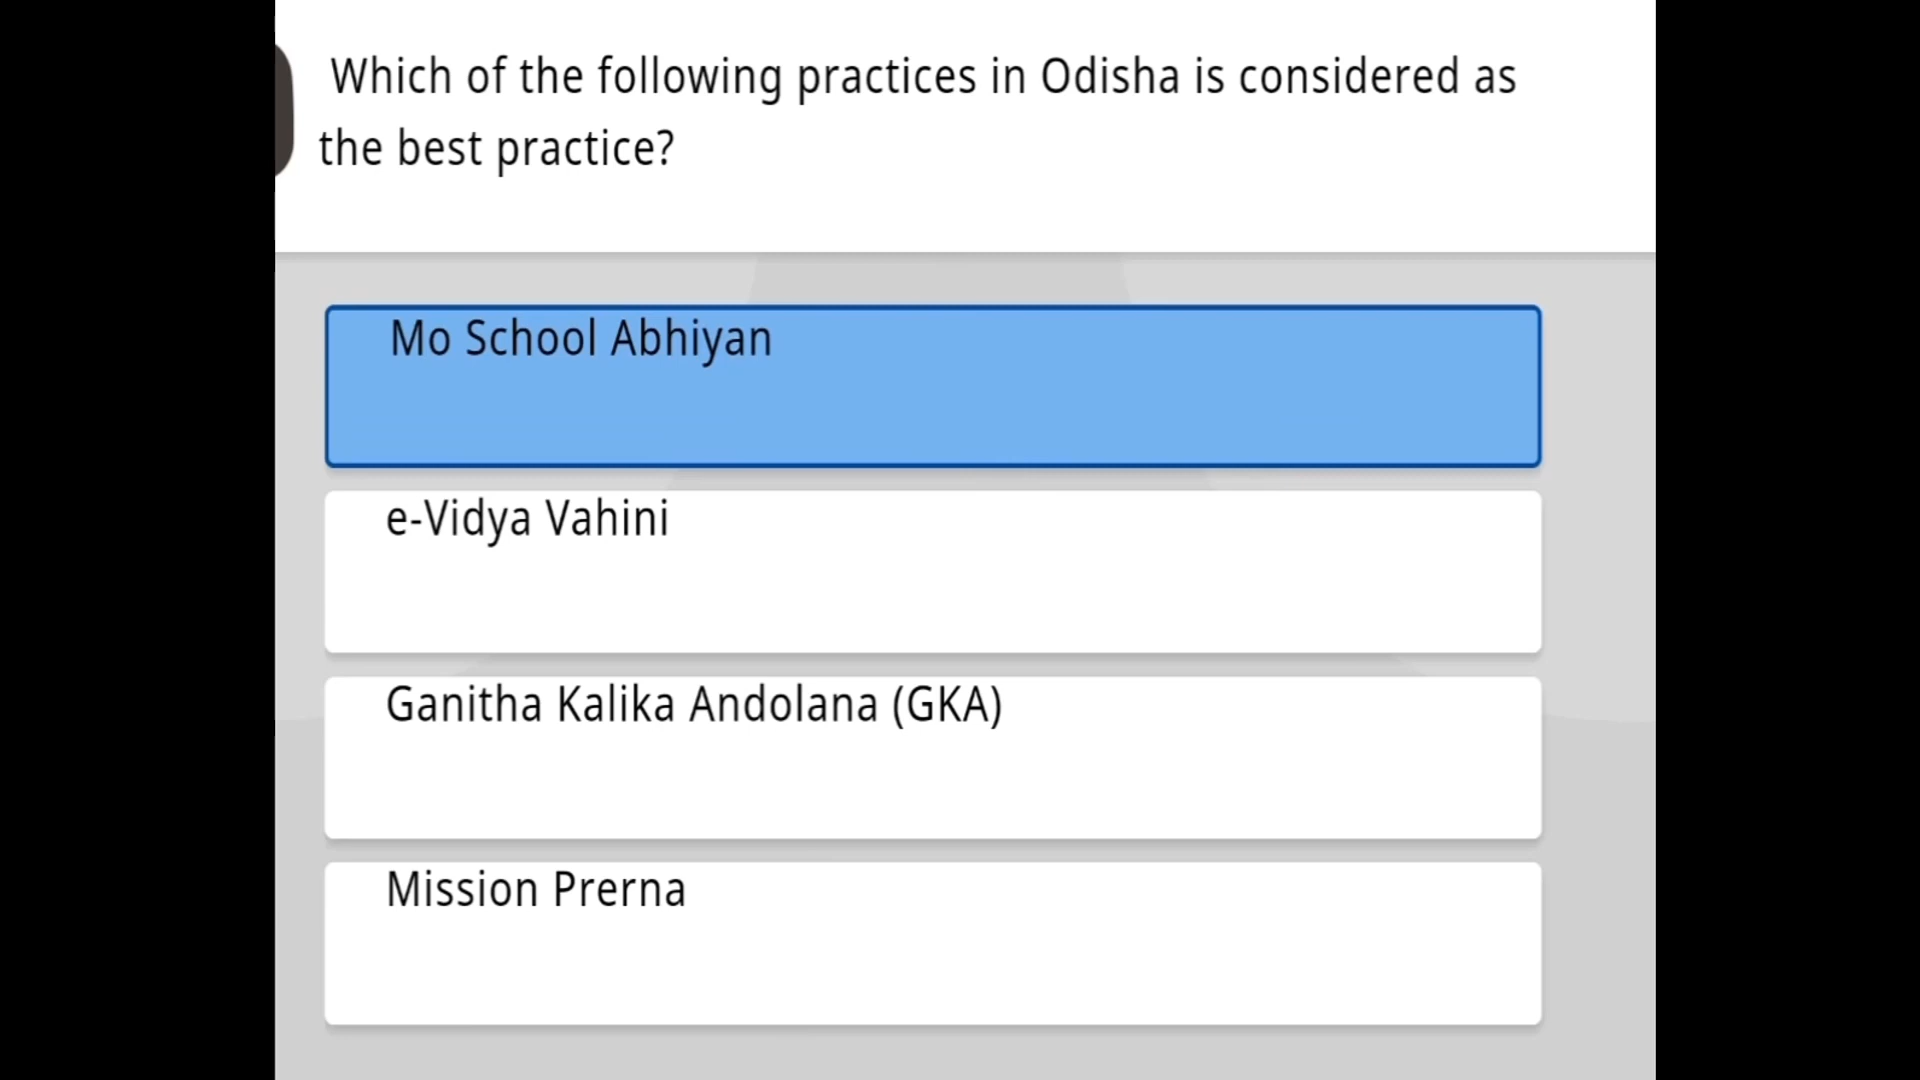 Which of the following practices in Odisha is considered as
the best practice?
Mo School Abhiyan
e-Vidya Vahini
Ganitha Kalika Andolana (GKA)
Mission Prerna